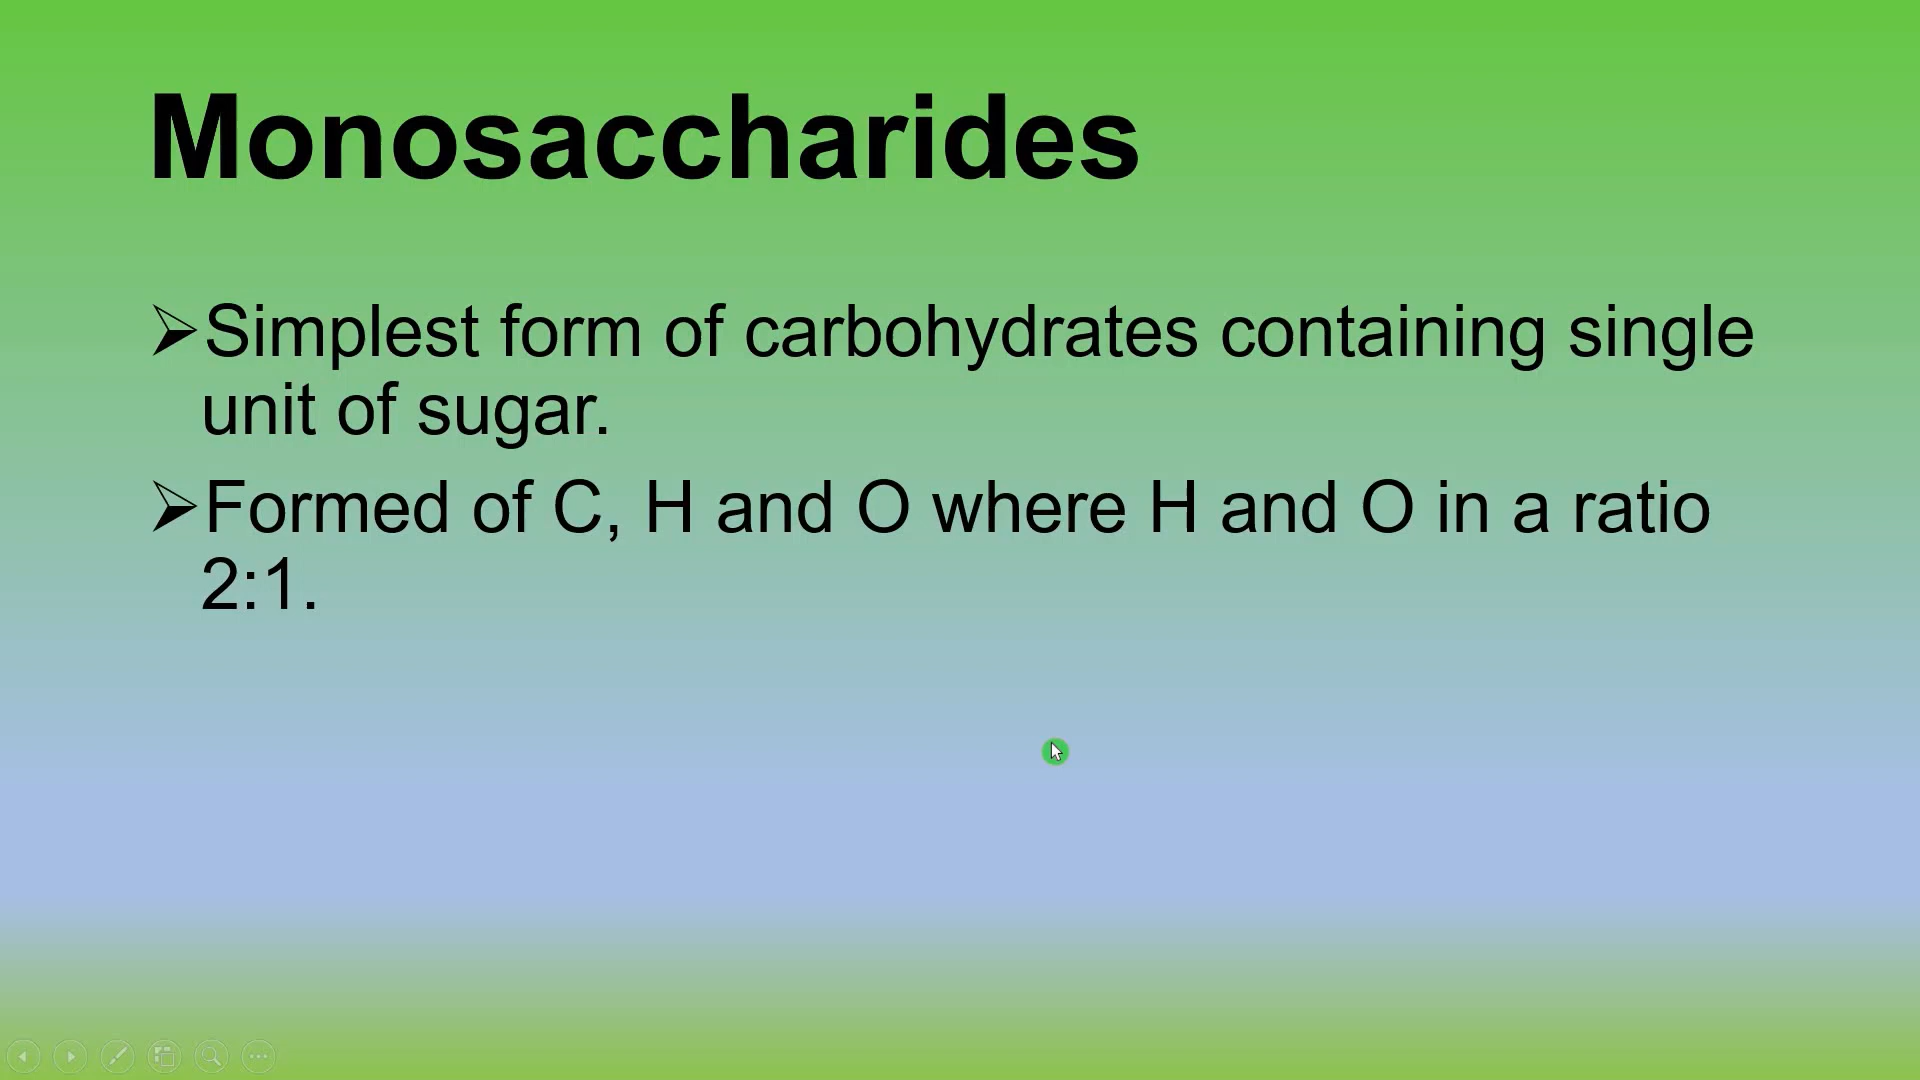 Monosaccharides
➢Simplest form of carbohydrates containing single
unit of sugar.
➢Formed of C, H and O where H and O in a ratio
2:1.